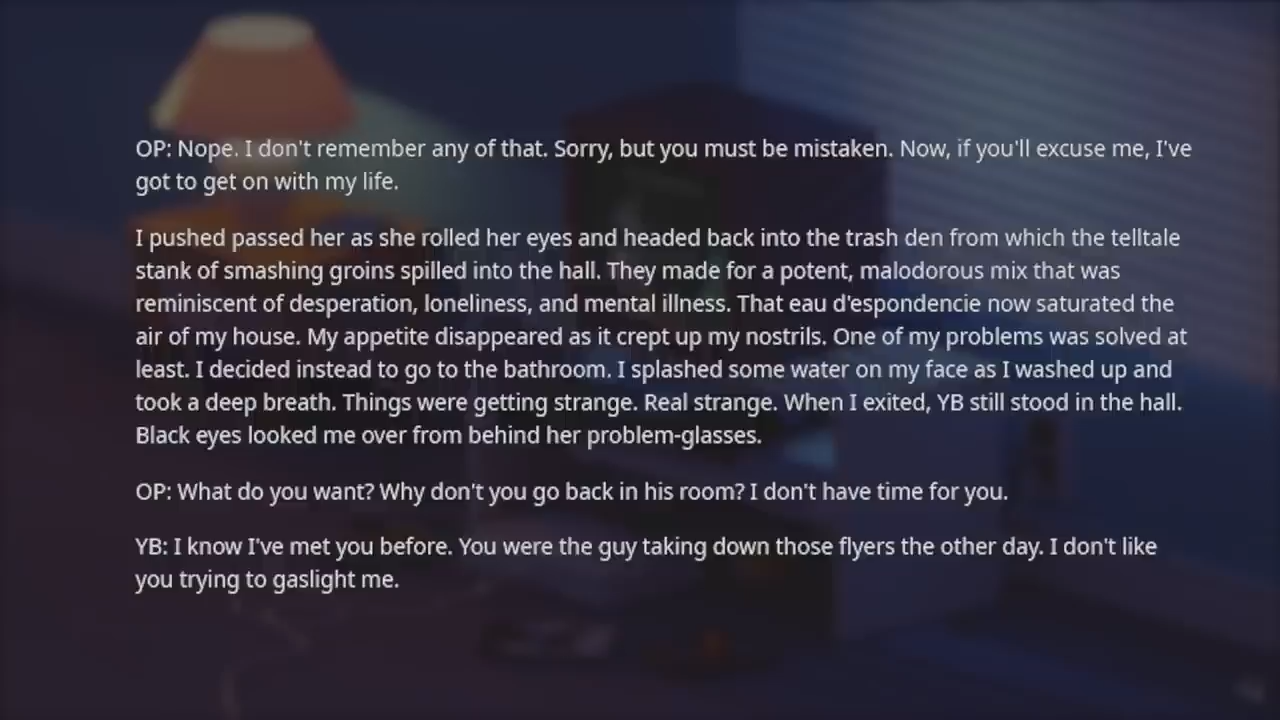 OP: Nope. I don't remember any of that. Sorry, but you must be mistaken. Now, if you'll excuse me, I've
got to get on with my life.
I pushed passed her as she rolled her eyes and headed back into the trash den from which the telltale
stank of smashing groins spilled into the hall. They made for a potent, malodorous mix that was
reminiscent of desperation, loneliness, and mental illness. That eau d'espondencie now saturated the
air of my house. My appetite disappeared as it crept up my nostrils. One of my problems was solved at
least. I decided instead to go to the bathroom. I splashed some water on my face as I washed up and
took a deep breath. Things were getting strange. Real strange. When I exited, YB still stood in the hall.
Black eyes looked me over from behind her problem-glasses.
OP: What do you want? Why don't you go back in his room? I don't have time for you.
YB: I know I've met you before. You were the guy taking down those flyers the other day. I don't like
you trying to gaslight me.